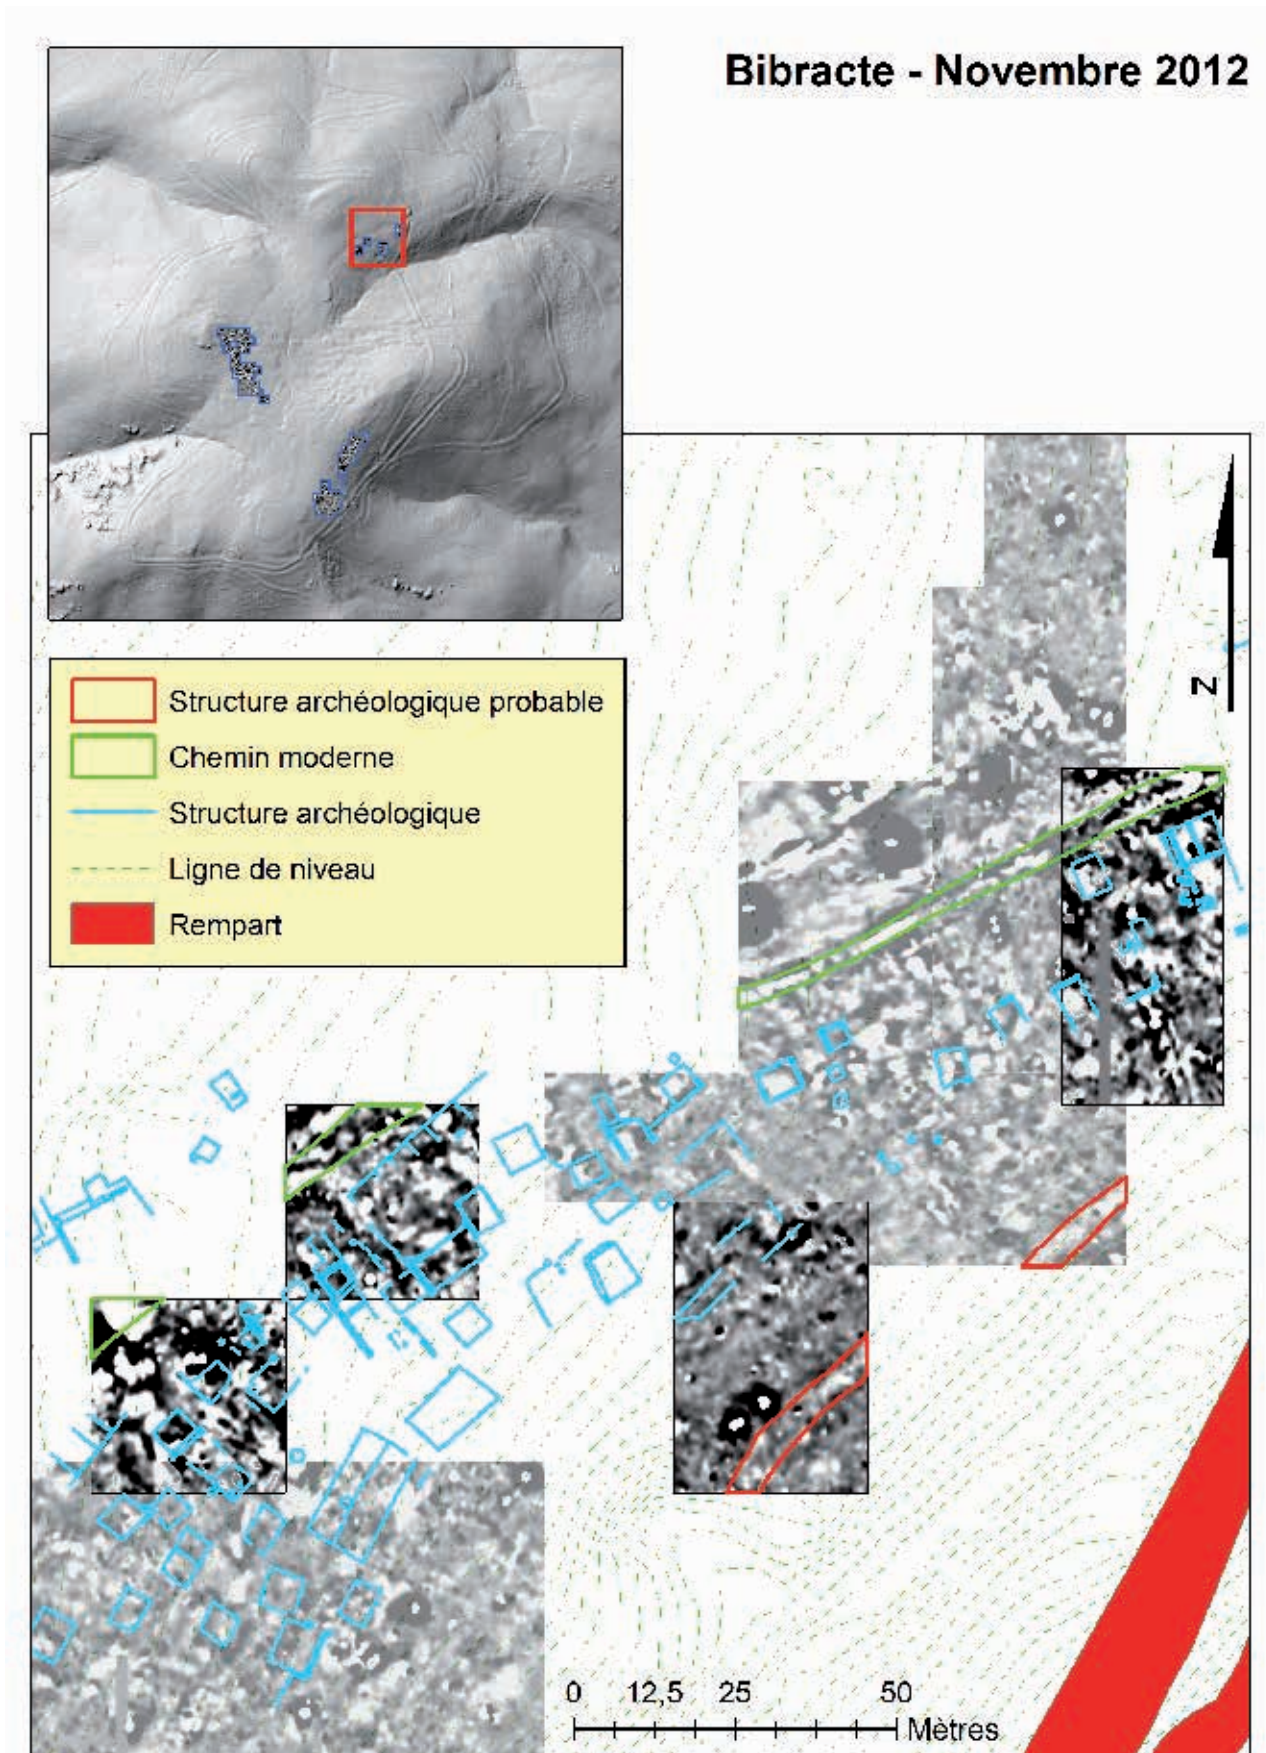 Bibracte - Novembre 2012
Structure archéologique probable
Chemin moderne
Structure archéologique
Ligne de niveau
Rempart
N
0 12,5 25 50
Mètres